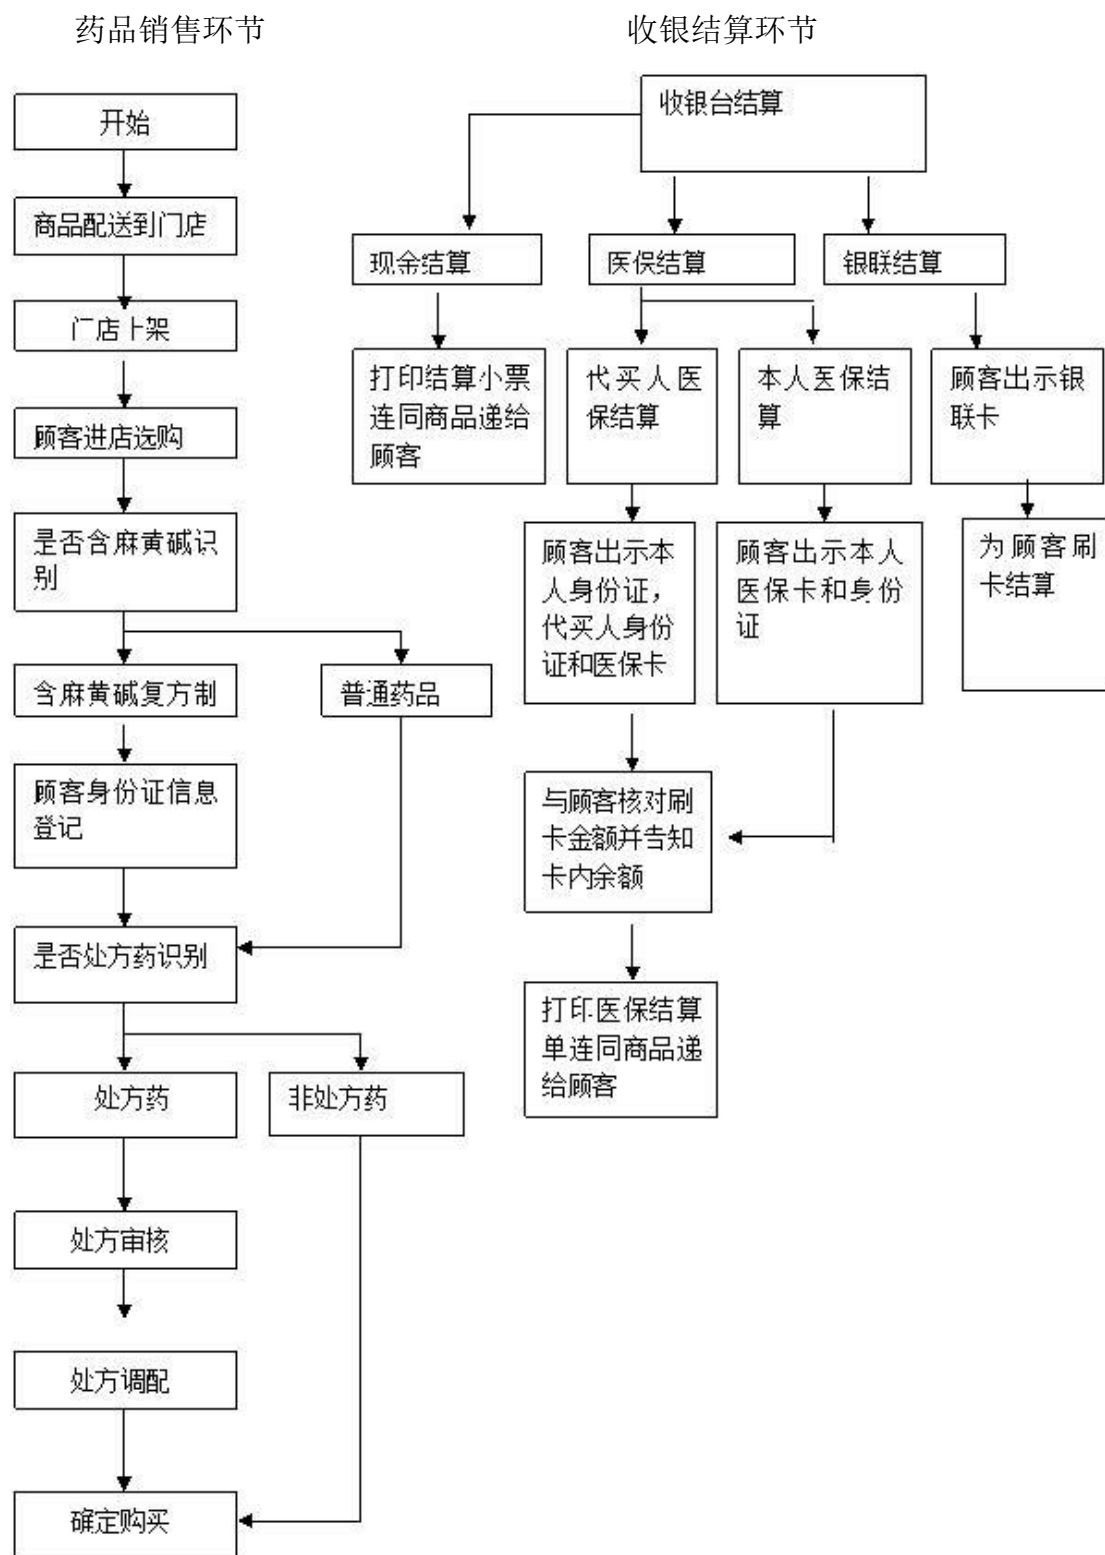 药品销售环节
收银结算环节
开始
商品配送到门店
门店上架
顾客进店选购
是否含麻黄碱识
别
含麻黄碱复方制
普通药品
顾客身份证信息
登记
是否处方药识别
处方药
非处方药
处方审核
处方调配
确定购买
收银台结算
现金结算
医保结算
银联结算
打印结算小票
连同商品递给
顾客
代买人医
保结算
本人医保结
算
顾客出示银
联卡
顾客出示本
人身份证，
代买人身份
证和医保卡
顾客出示本人
医保卡和身份
证
为顾客刷
卡结算
与顾客核对刷
卡金额并告知
卡内余额
打印医保结算
单连同商品递
给顾客